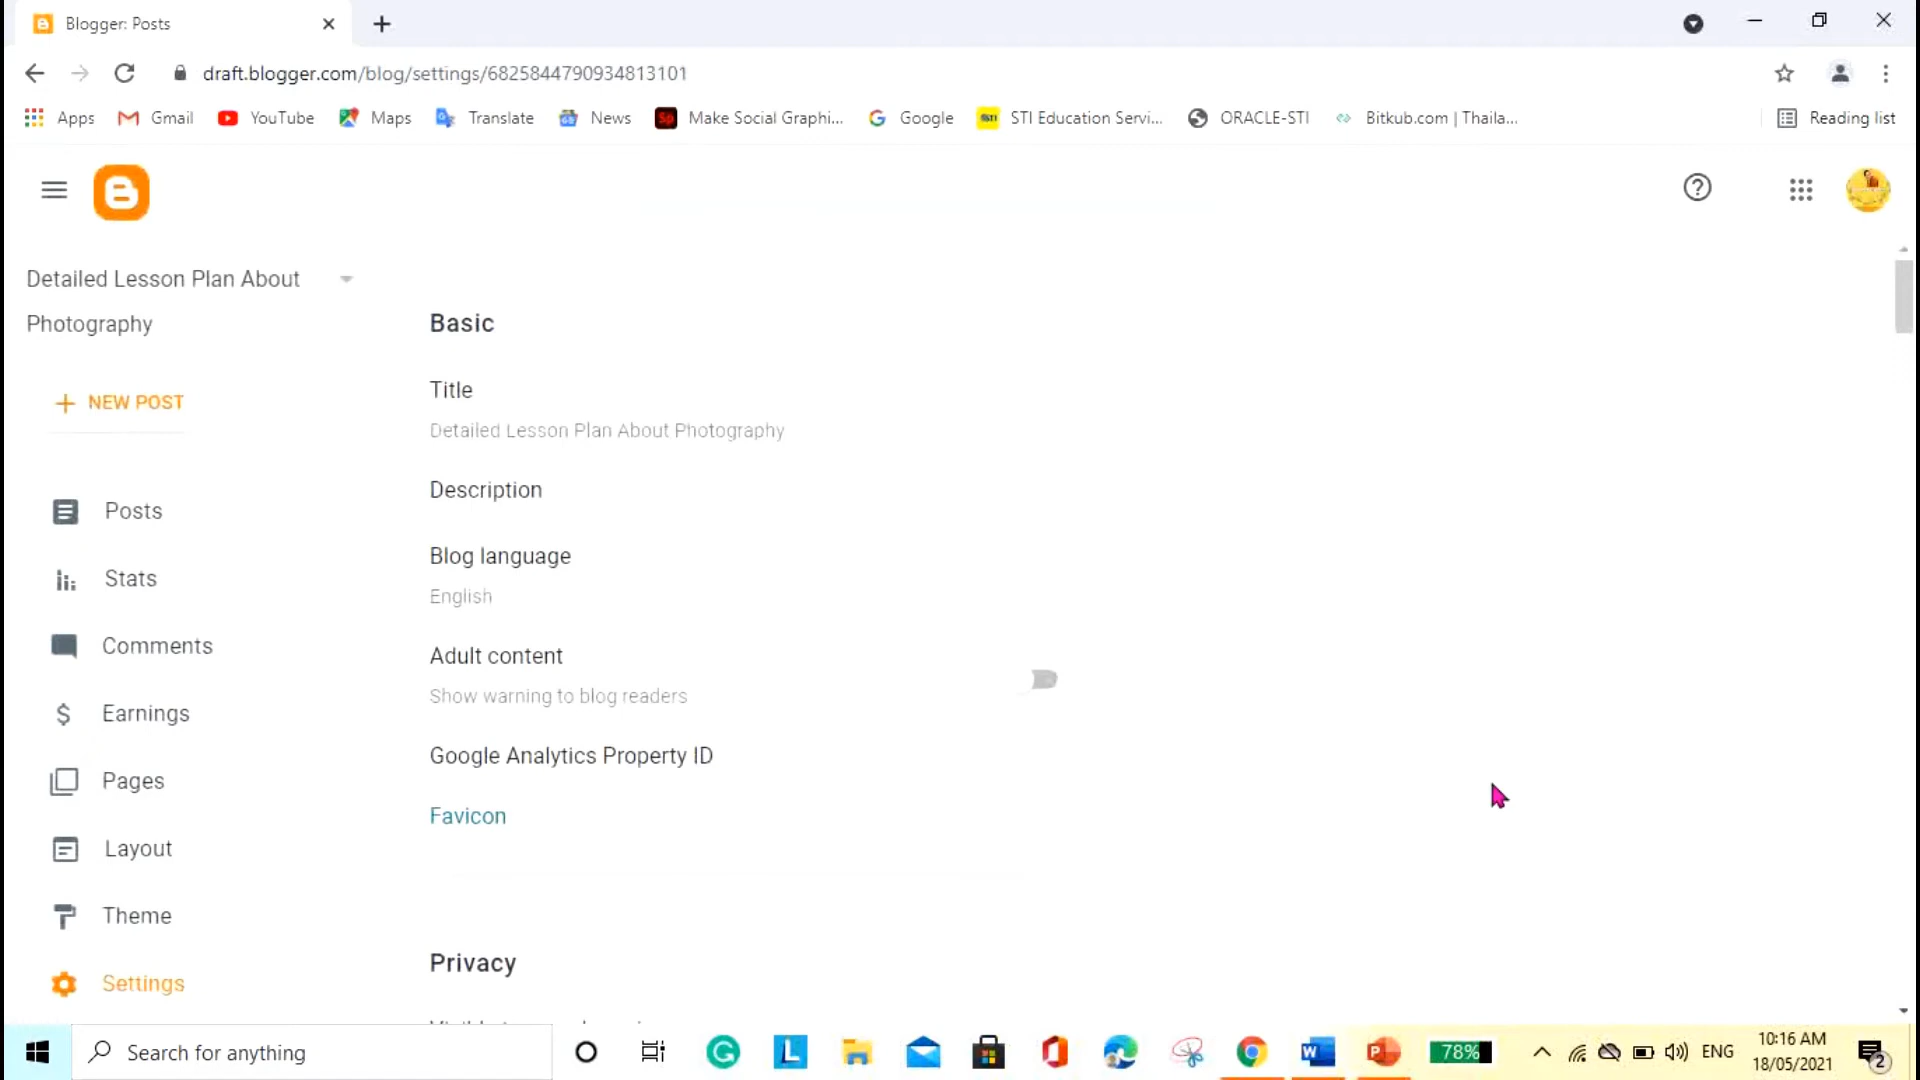 Blogger: Posts
draft.blogger.com/blog/settings/6825844790934813101
Apps Gmail YouTube Maps Translate News Make Social Graphi... Google STI Education Servi... ORACLE-STI Bitkub.com | Thaila... Reading list
Detailed Lesson Plan About
Photography
NEW POST
Posts
Stats
Comments
Earnings
Pages
Layout
Theme
Settings
Basic
Title
Detailed Lesson Plan About Photography
Description
Blog language
English
Adult content
Show warning to blog readers
Google Analytics Property ID
Favicon
Privacy
Search for anything
78%
ENG
10:16 AM
18/05/2021
2